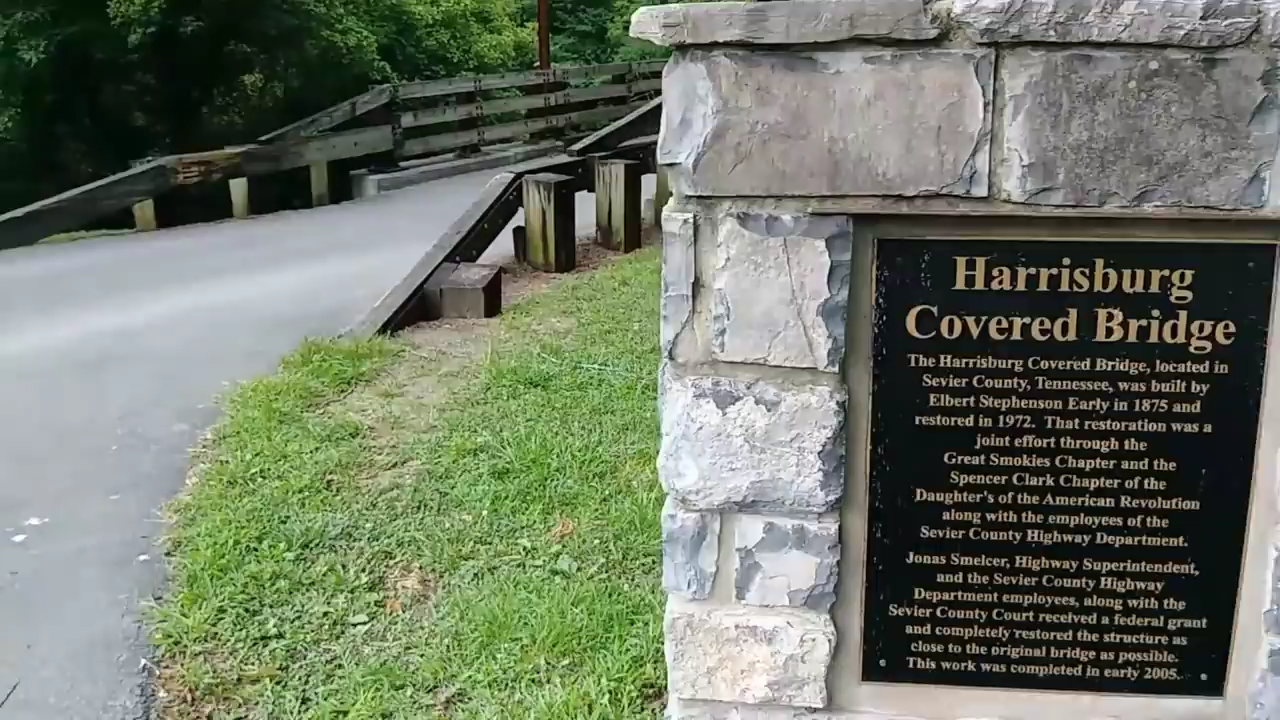 Harrisburg
Covered Bridge
The Harrisburg Covered Bridge, located in
Sevier County, Tennessee, was built by
Elbert Stephenson Early in 1875 and
restored in 1972. That restoration was a
joint effort through the
Great Smokies Chapter and the
Spencer Clark Chapter of the
Daughter's of the American Revolution
along with the employees of the
Sevier County Highway Department.
Jonas Smelcer, Highway Superintendent,
and the Sevier County Highway
Department employees, along with the
Sevier County Court received a federal grant
and completely restored the structure as
close to the original bridge as possible.
This work was completed in early 2005.